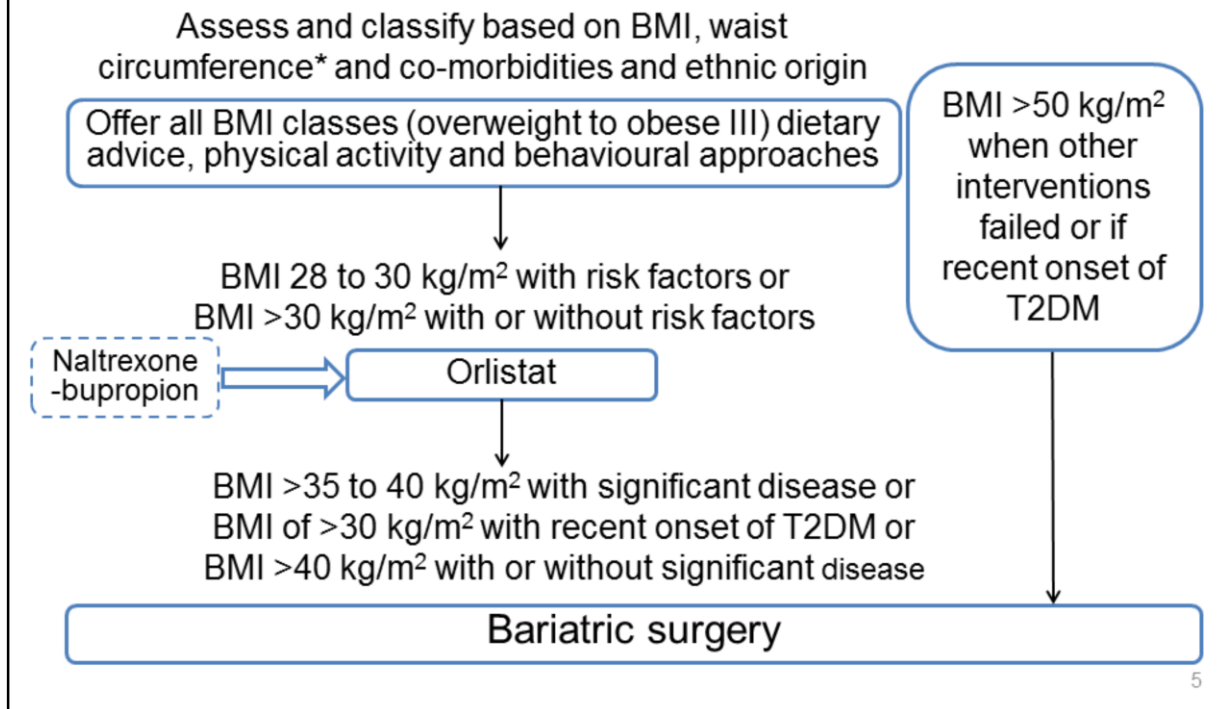 Assess and classify based on BMI, waist
circumference* and co-morbidities and ethnic origin
Offer all BMI classes (overweight to obese III) dietary
advice, physical activity and behavioural approaches
BMI >50 kg/m²
when other
interventions
failed or if
recent onset of
T2DM
BMI 28 to 30 kg/m² with risk factors or
BMI >30 kg/m² with or without risk factors
Naltrexone
-bupropion
Orlistat
BMI >35 to 40 kg/m² with significant disease or
BMI of >30 kg/m² with recent onset of T2DM or
BMI >40 kg/m² with or without significant disease
Bariatric surgery
5